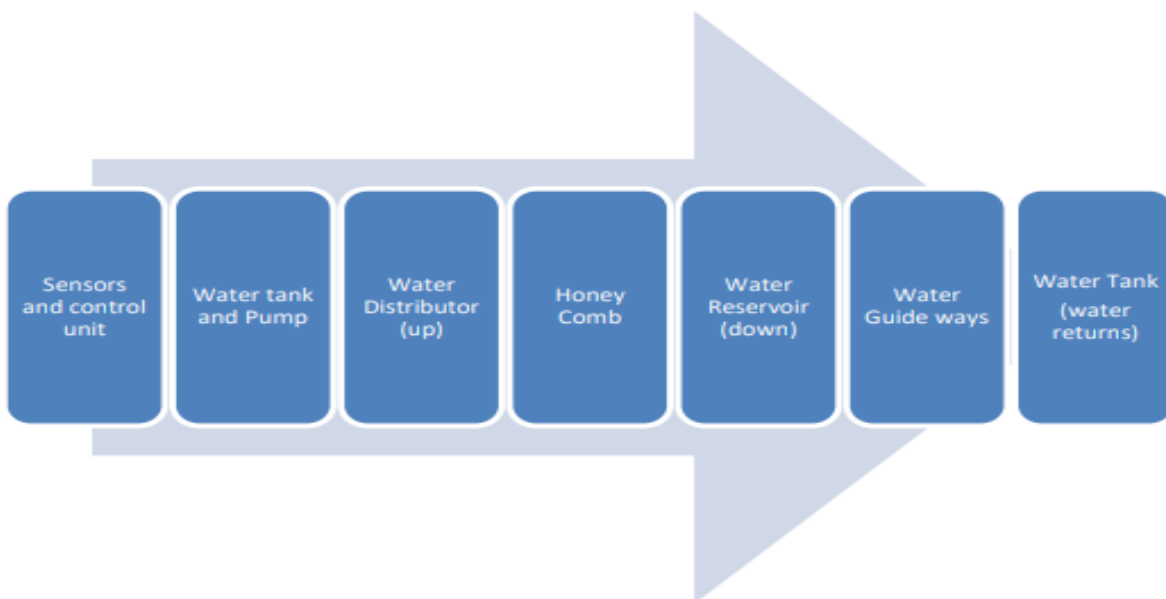 Sensors
and control
unit
Water tank
and Pump
Water
Distributor
(up)
Honey
Comb
Water
Reservoir
(down)
Water
Guide ways
Water Tank
(water
returns)